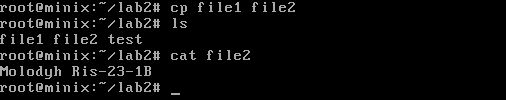 root@minix:~/lab2# cp file1 file2
root@minix:~/lab2# ls
file1 file2 test
root@minix:~/lab2# cat file2
Molodyh Ris-23-1B
root@minix:~/lab2# _